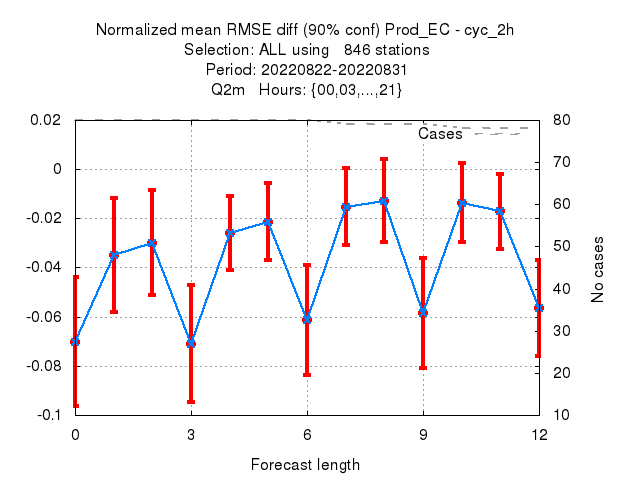 Normalized mean RMSE diff (90% conf) Prod_EC - cyc_2h
Selection: ALL using   846 stations
Period: 20220822-20220831
Q2m   Hours: {00,03,...,21}
0.02
0
-0.02
-0.04
-0.06
-0.08
-0.1
Cases
80
70
60
50
40
30
20
10
No cases
0 3 6 9 12
Forecast length